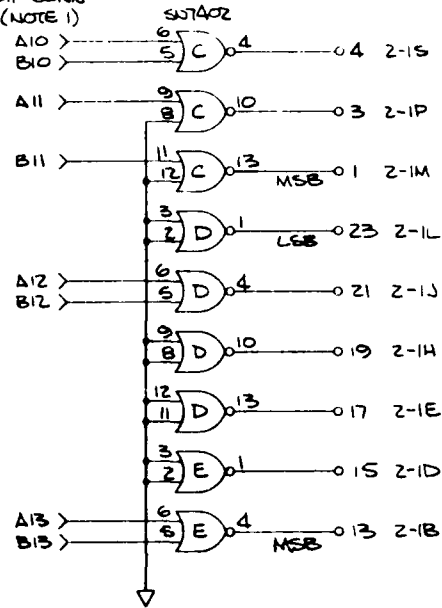 (NOTE 1)
SN7402
A10 6 C 4 4 2-1S
B10 5
A11 9 C 10 3 2-1P
8
B11 11 C 13 MSB 1 2-1M
12
3 D 1 LSB 23 2-1L
2
A12 6 D 4 21 2-1J
B12 5
9 D 10 19 2-1H
8
12 D 13 17 2-1E
11
3 E 1 15 2-1D
2
A13 6 E 4 MSB 13 2-1B
B13 5